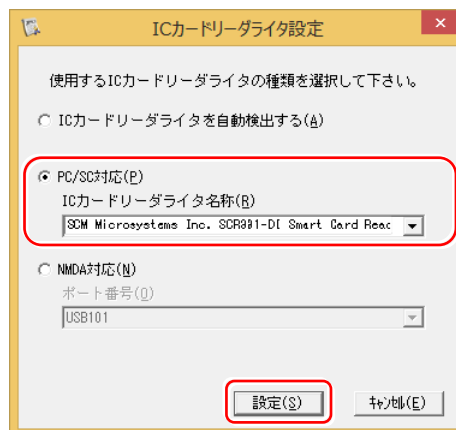 ICカードリーダライタ設定
使用するICカードリーダライタの種類を選択して下さい。
ICカードリーダライタを自動検出する(A)
PC/SC対応(P)
ICカードリーダライタ名称(R)
SCM Microsystems Inc. SCR331-DI Smart Card Reac
NMDA対応(N)
ポート番号(O)
USB101
設定(S)
ｷｬﾝｾﾙ(E)